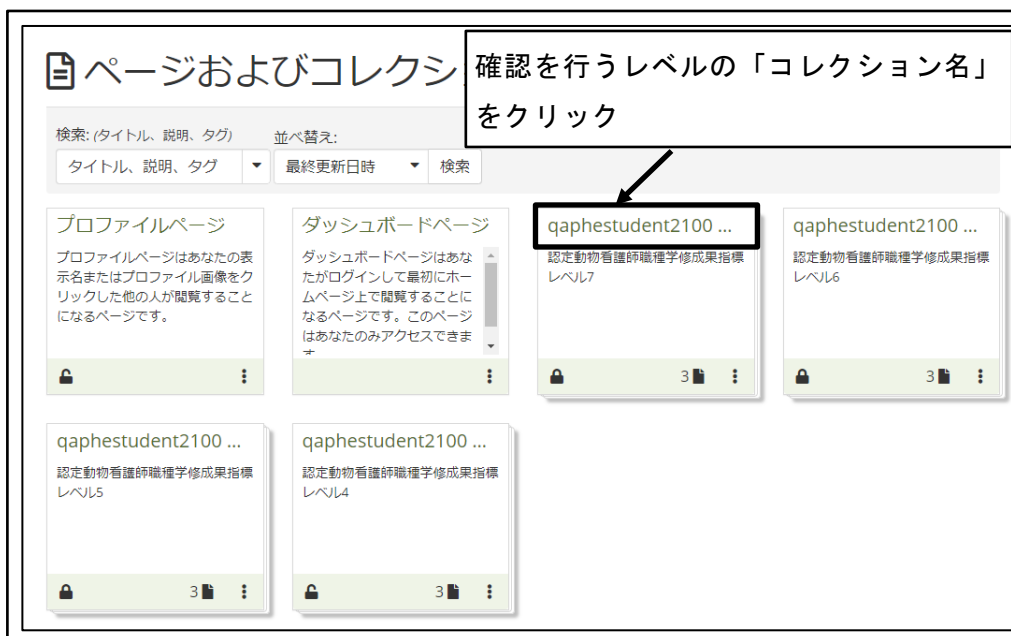 ページおよびコレクシ
確認を行うレベルの「コレクション名」
をクリック
検索: (タイトル、説明、タグ)
並べ替え:
タイトル、説明、タグ
最終更新日時
検索
プロファイルページ
プロファイルページはあなたの表
示名またはプロファイル画像をク
リックした他の人が閲覧すること
になるページです。
ダッシュボードページ
ダッシュボードページはあな
たがログインして最初にホー
ムページ上で閲覧することに
なるページです。このページ
はあなたのみアクセスできま
す
qaphestudent2100 ...
認定動物看護師職種学修成果指標
レベル7
3
qaphestudent2100 ...
認定動物看護師職種学修成果指標
レベル6
3
qaphestudent2100 ...
認定動物看護師職種学修成果指標
レベル5
3
qaphestudent2100 ...
認定動物看護師職種学修成果指標
レベル4
3